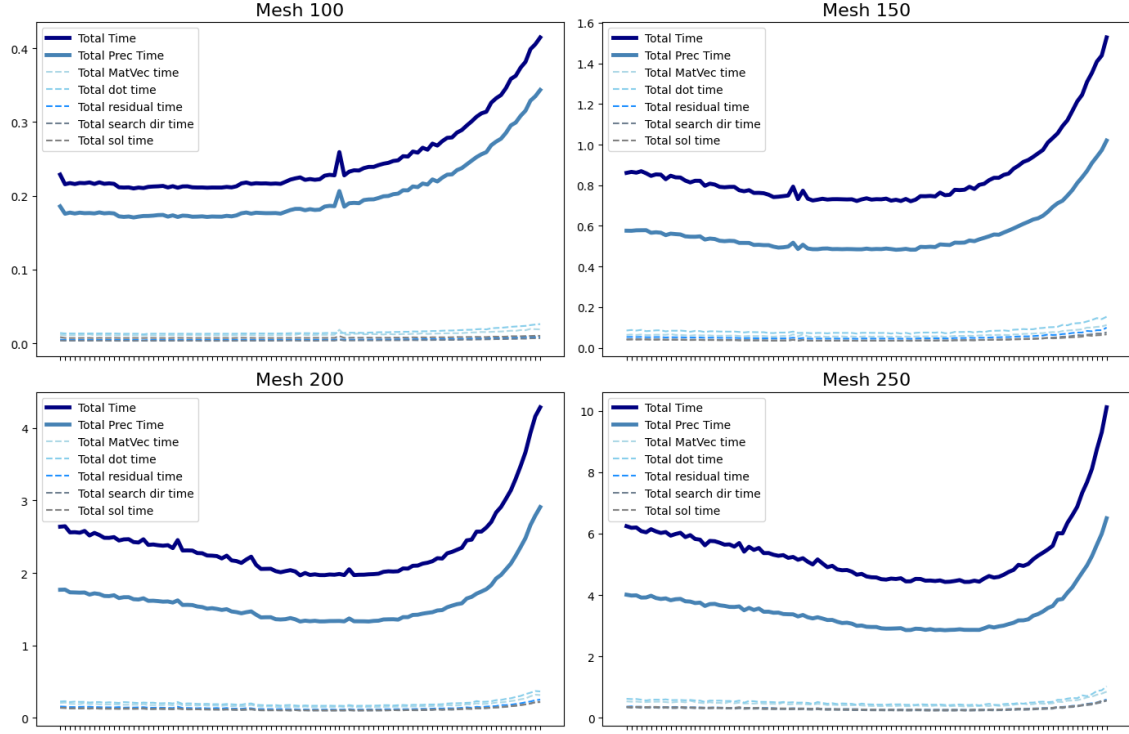 Mesh 100
Total Time
Total Prec Time
Total MatVec time
Total dot time
Total residual time
Total search dir time
Total sol time
0.4
0.3
0.2
0.1
0.0
Mesh 150
Total Time
Total Prec Time
Total MatVec time
Total dot time
Total residual time
Total search dir time
Total sol time
1.6
1.4
1.2
1.0
0.8
0.6
0.4
0.2
0.0
Mesh 200
Total Time
Total Prec Time
Total MatVec time
Total dot time
Total residual time
Total search dir time
Total sol time
4
3
2
1
0
Mesh 250
Total Time
Total Prec Time
Total MatVec time
Total dot time
Total residual time
Total search dir time
Total sol time
10
8
6
4
2
0